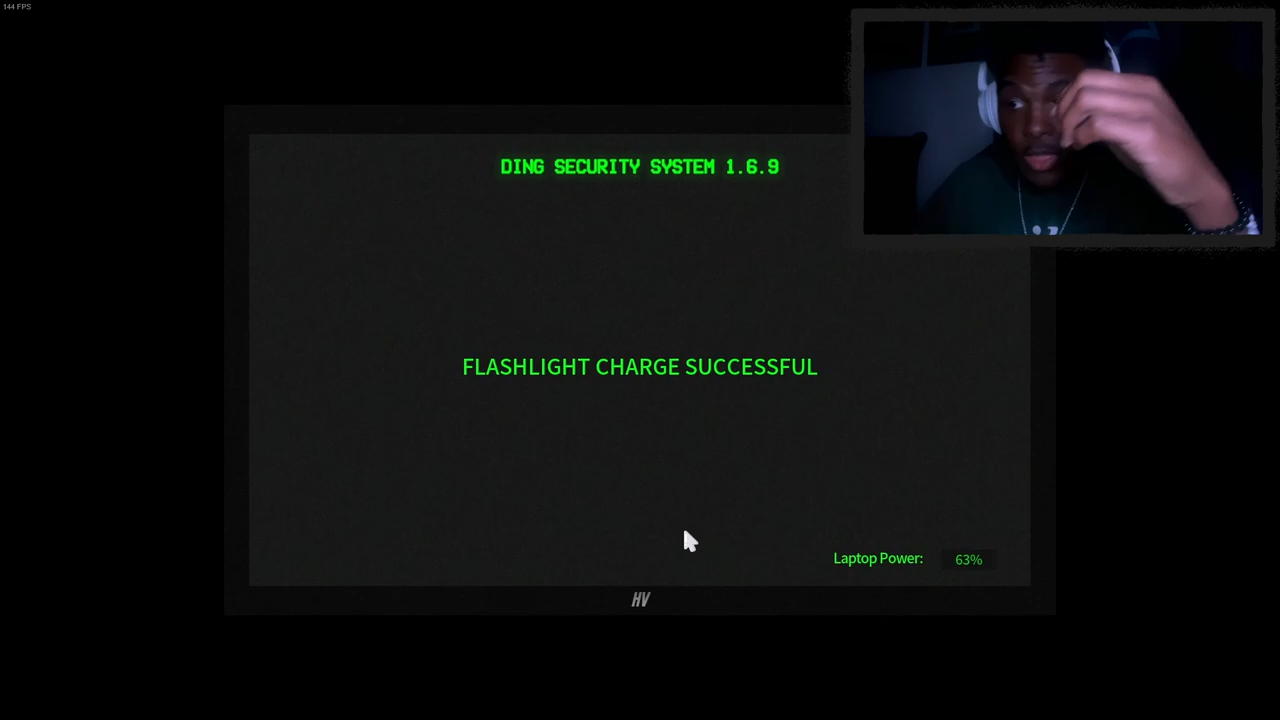 144 FPS
DING SECURITY SYSTEM 1.6.9
FLASHLIGHT CHARGE SUCCESSFUL
Laptop Power: 63%
HV